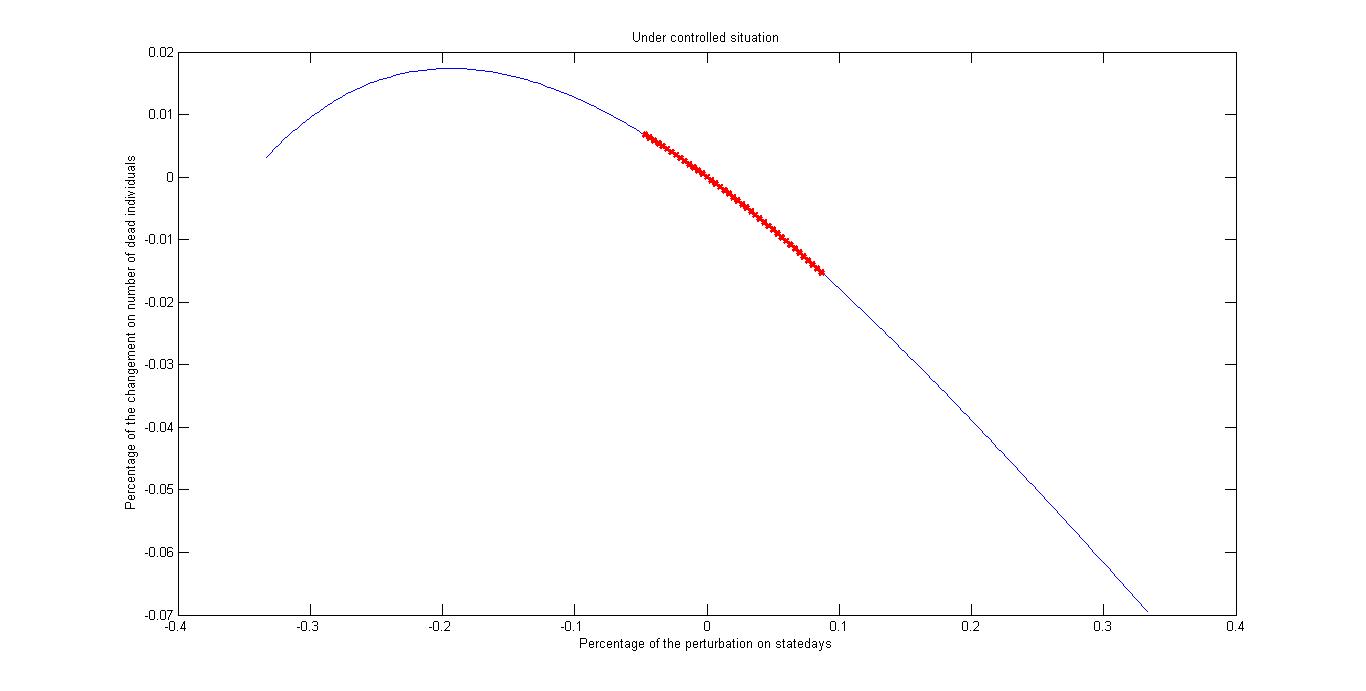 Under controlled situation
Percentage of the changement on number of dead individuals
0.02
0.01
0
-0.01
-0.02
-0.03
-0.04
-0.05
-0.06
-0.07
-0.4 -0.3 -0.2 -0.1 0 0.1 0.2 0.3 0.4
Percentage of the perturbation on statedays